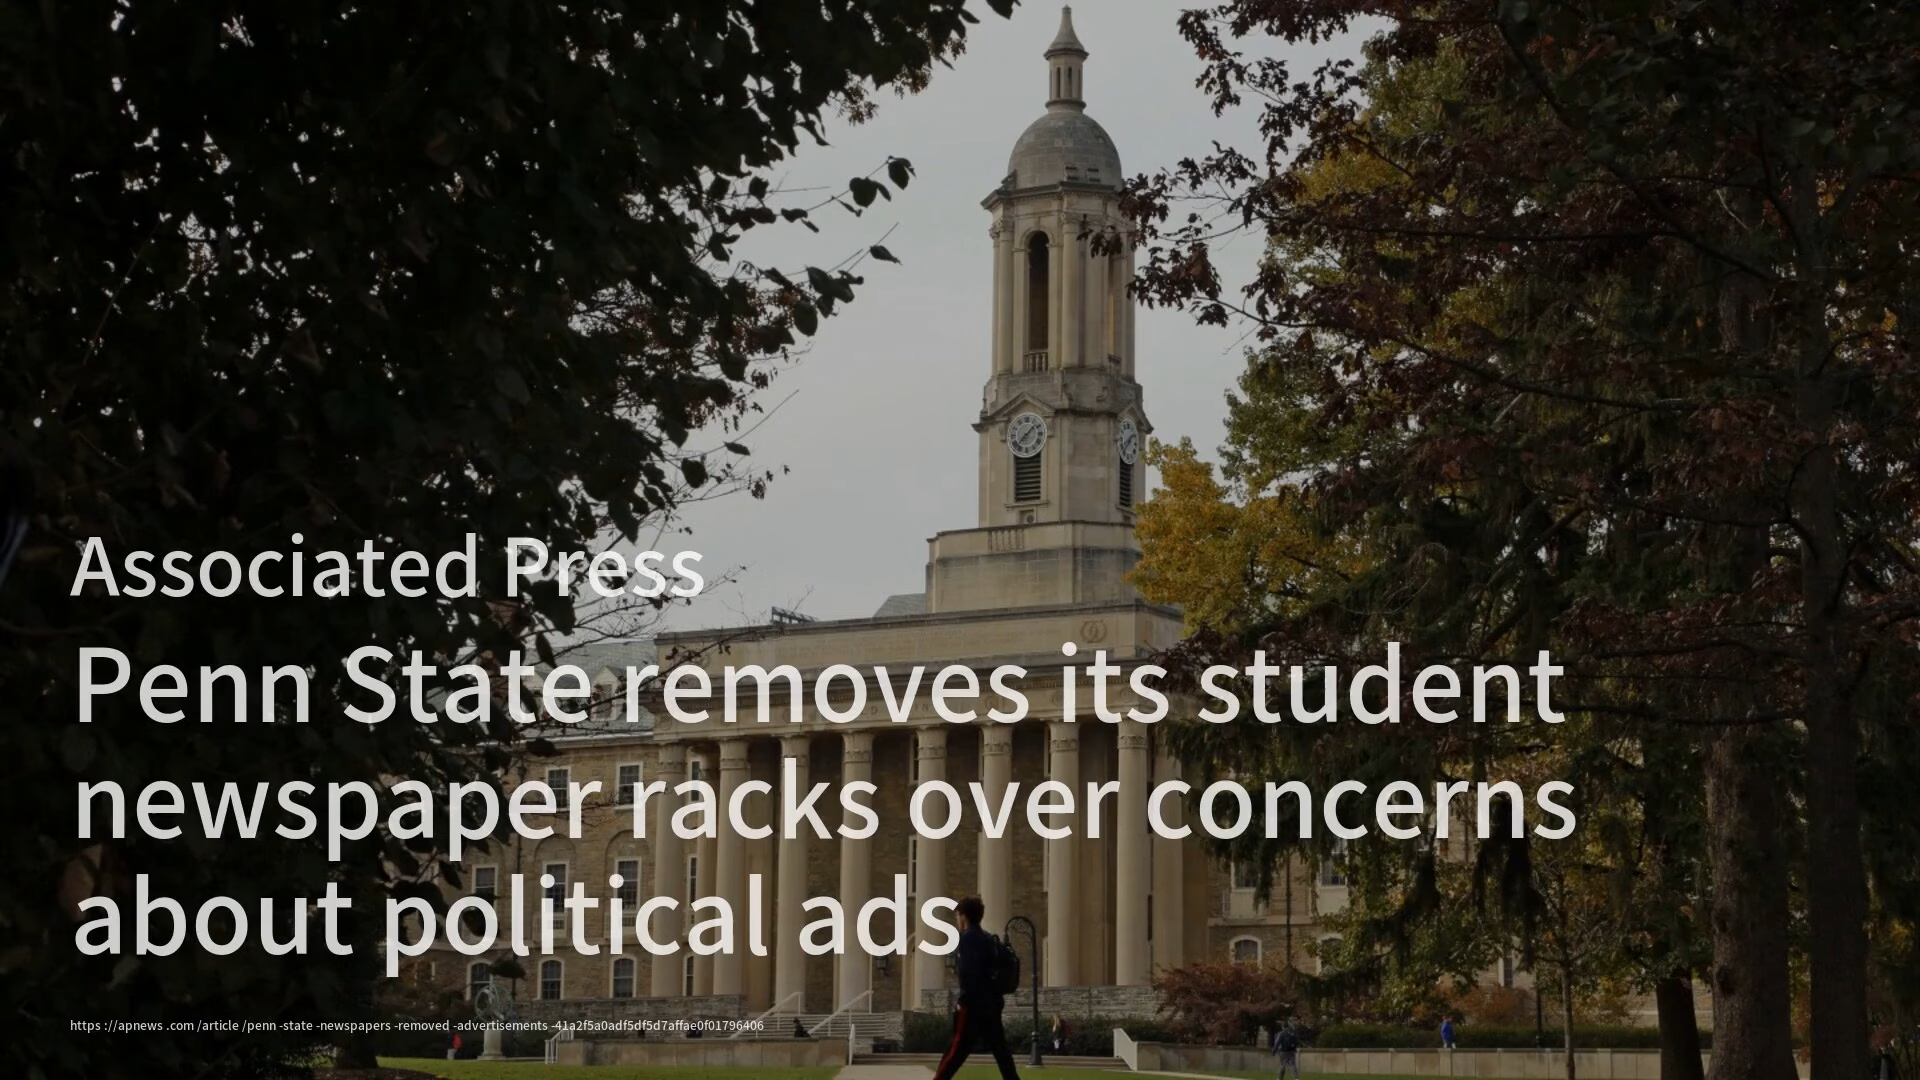 Associated Press
Penn State removes its student
newspaper racks over concerns
about political ads
https://apnews.com/article/penn-state-newspapers-removed-advertisements-41a2f5a0adf5df5d7affae0f01796406